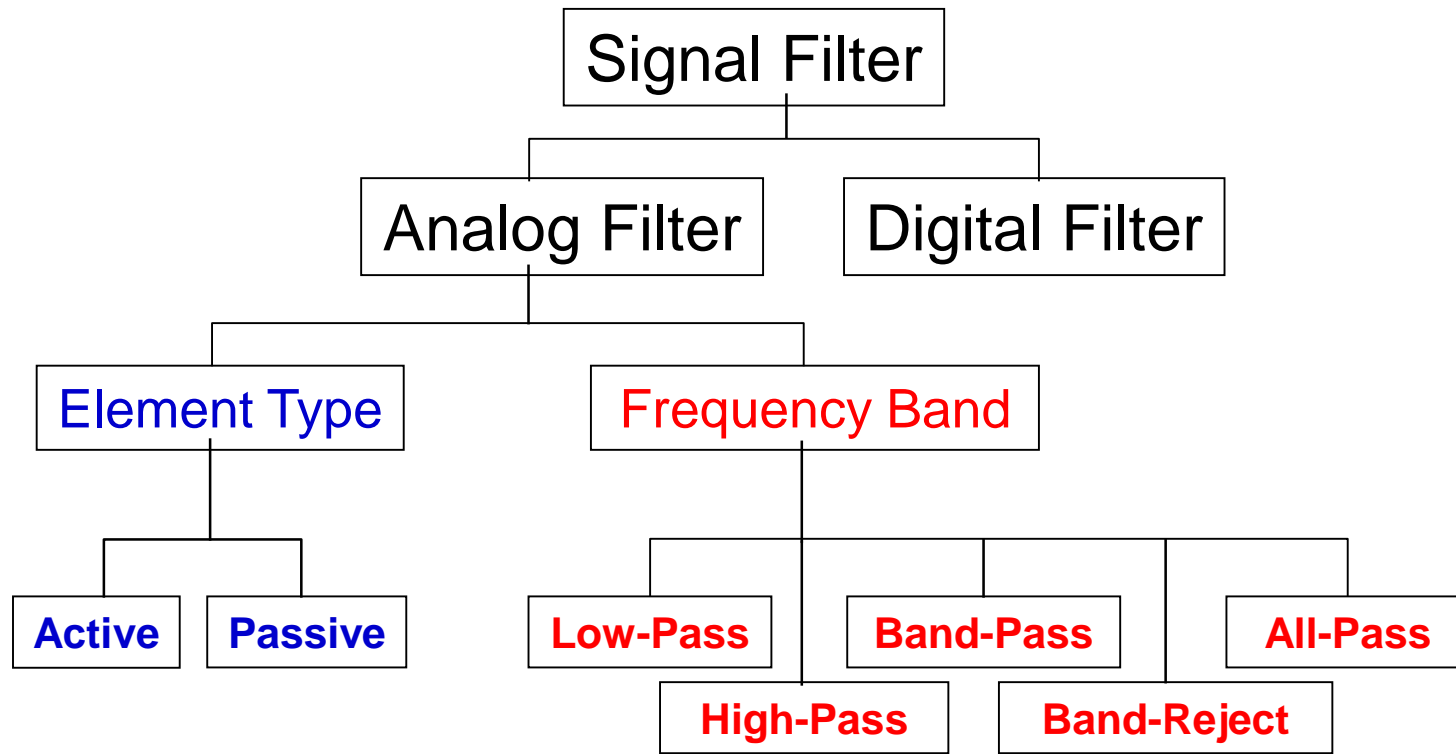 Signal Filter
Analog Filter
Digital Filter
Element Type
Frequency Band
Active
Passive
Low-Pass
Band-Pass
All-Pass
High-Pass
Band-Reject